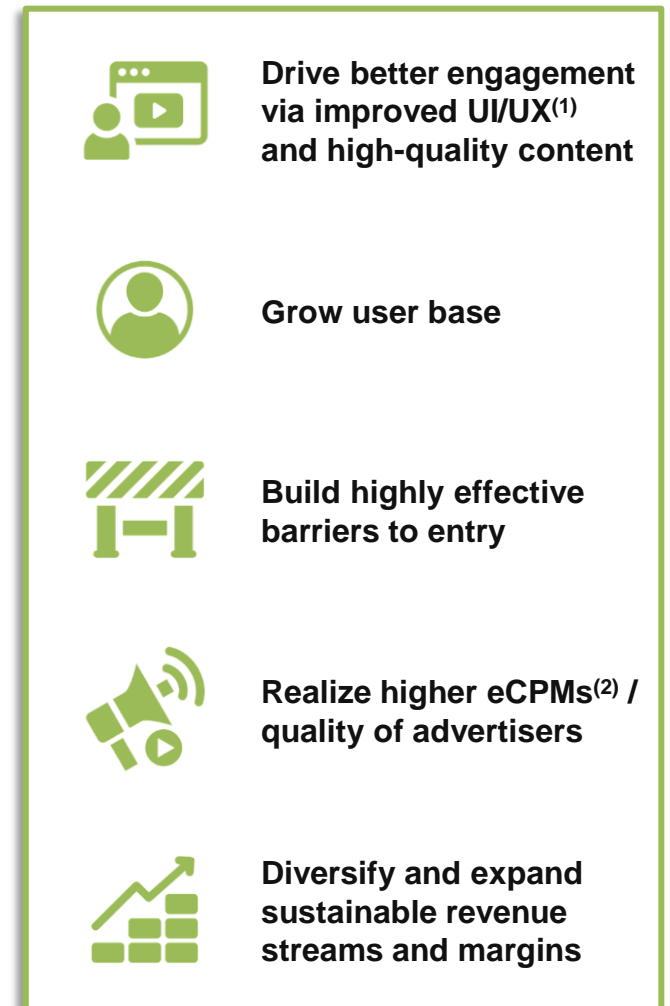 Drive better engagement
via improved UI/UX(1)
and high-quality content
Grow user base
Build highly effective
barriers to entry
Realize higher eCPMs(2) /
quality of advertisers
Diversify and expand
sustainable revenue
streams and margins